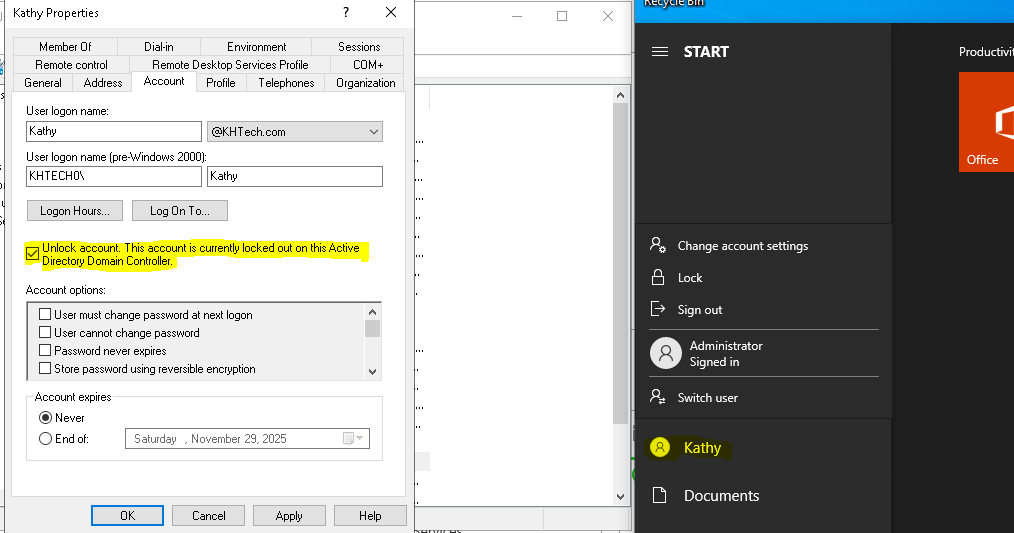 Kathy Properties
?
Member Of
Dial-in
Environment
Sessions
Remote control
Remote Desktop Services Profile
COM+
General
Address
Account
Profile
Telephones
Organization
User logon name:
Kathy
@KHTech.com
User logon name (pre-Windows 2000):
KHTECH0\
Kathy
Logon Hours...
Log On To...
Unlock account. This account is currently locked out on this Active
Directory Domain Controller.
Account options:
User must change password at next logon
User cannot change password
Password never expires
Store password using reversible encryption
Account expires
Never
End of:
Saturday , November 29, 2025
OK
Cancel
Apply
Help
Recycle Bin
START
Office
Change account settings
Lock
Sign out
Administrator
Signed in
Switch user
Kathy
Documents